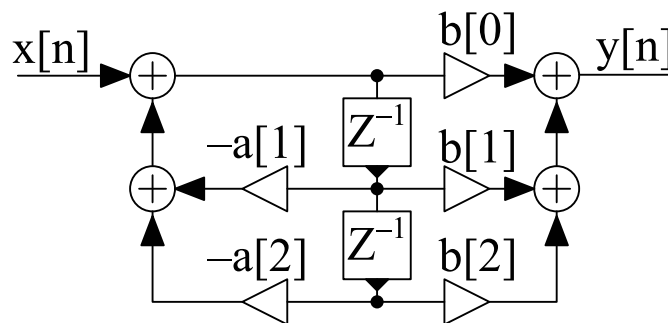 x[n] b[0] y[n]
Z⁻¹
–a[1] b[1]
Z⁻¹
–a[2] b[2]